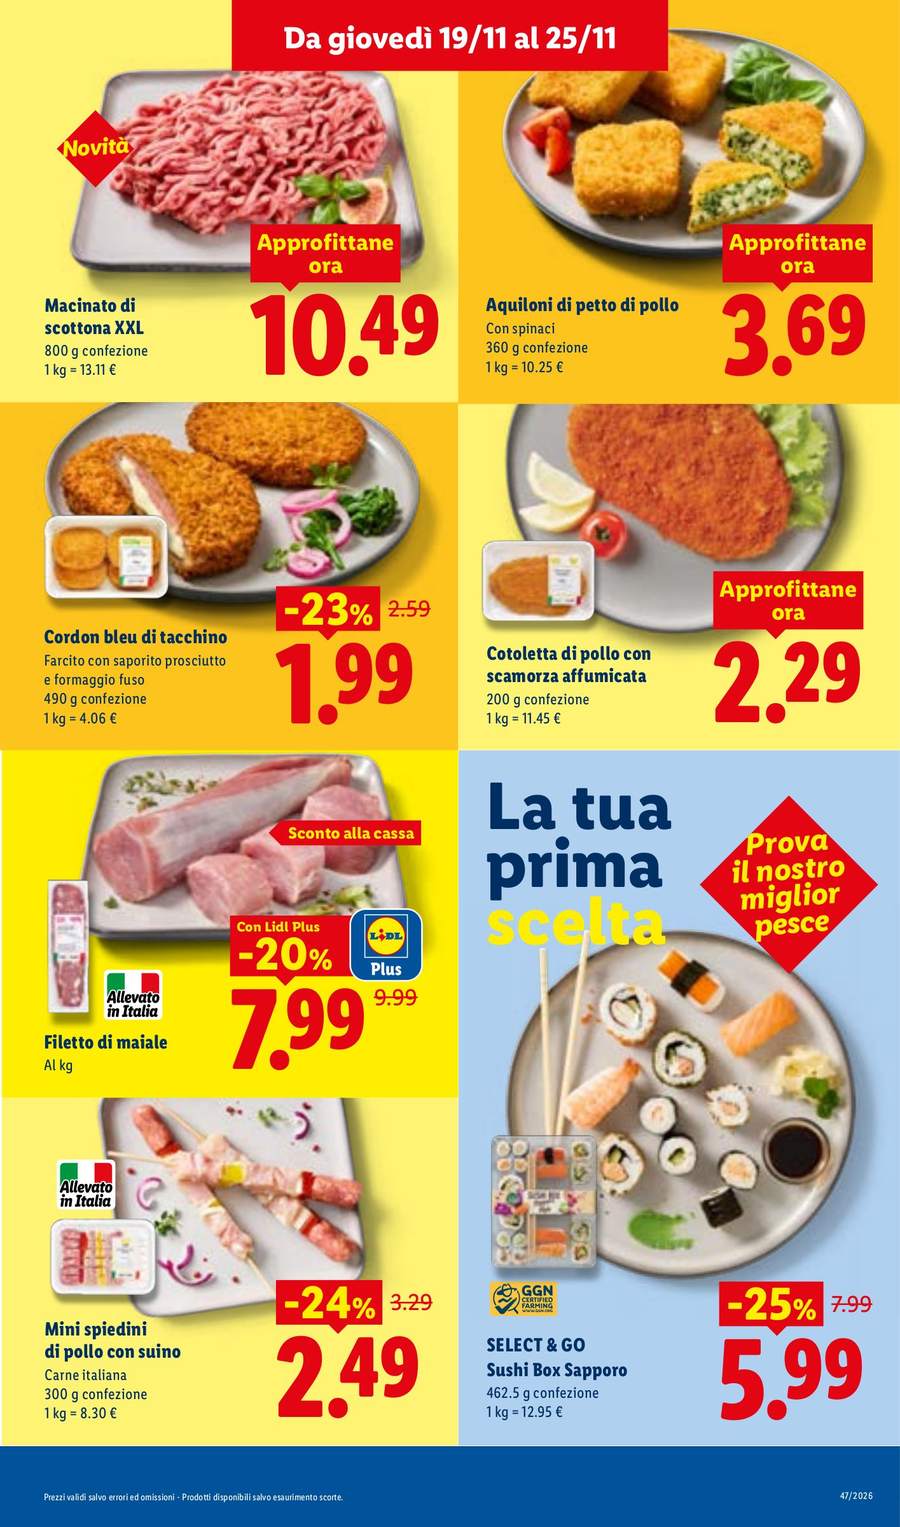 Da giovedì 19/11 al 25/11
Novità
Approfittane
ora
10.49
Macinato di
scottona XXL
800 g confezione
1 kg = 13.11 €
Approfittane
ora
3.69
Aquiloni di petto di pollo
Con spinaci
360 g confezione
1 kg = 10.25 €
-23%
2.59
1.99
Cordon bleu di tacchino
Farcito con saporito prosciutto
e formaggio fuso
490 g confezione
1 kg = 4.06 €
Approfittane
ora
2.29
Cotoletta di pollo con
scamorza affumicata
200 g confezione
1 kg = 11.45 €
Sconto alla cassa
Con Lidl Plus
-20%
LIDL
Plus
9.99
7.99
Allevato
in Italia
Filetto di maiale
Al kg
La tua
prima
scelta
Prova
il nostro
miglior
pesce
Allevato
in Italia
-24%
3.29
2.49
Mini spiedini
di pollo con suino
Carne italiana
300 g confezione
1 kg = 8.30 €
SUSHI BOX
GGN
CERTIFIED
FARMING
WWW.GGN.ORG
-25%
7.99
5.99
SELECT & GO
Sushi Box Sapporo
462.5 g confezione
1 kg = 12.95 €
Prezzi validi salvo errori ed omissioni - Prodotti disponibili salvo esaurimento scorte.
47/2026